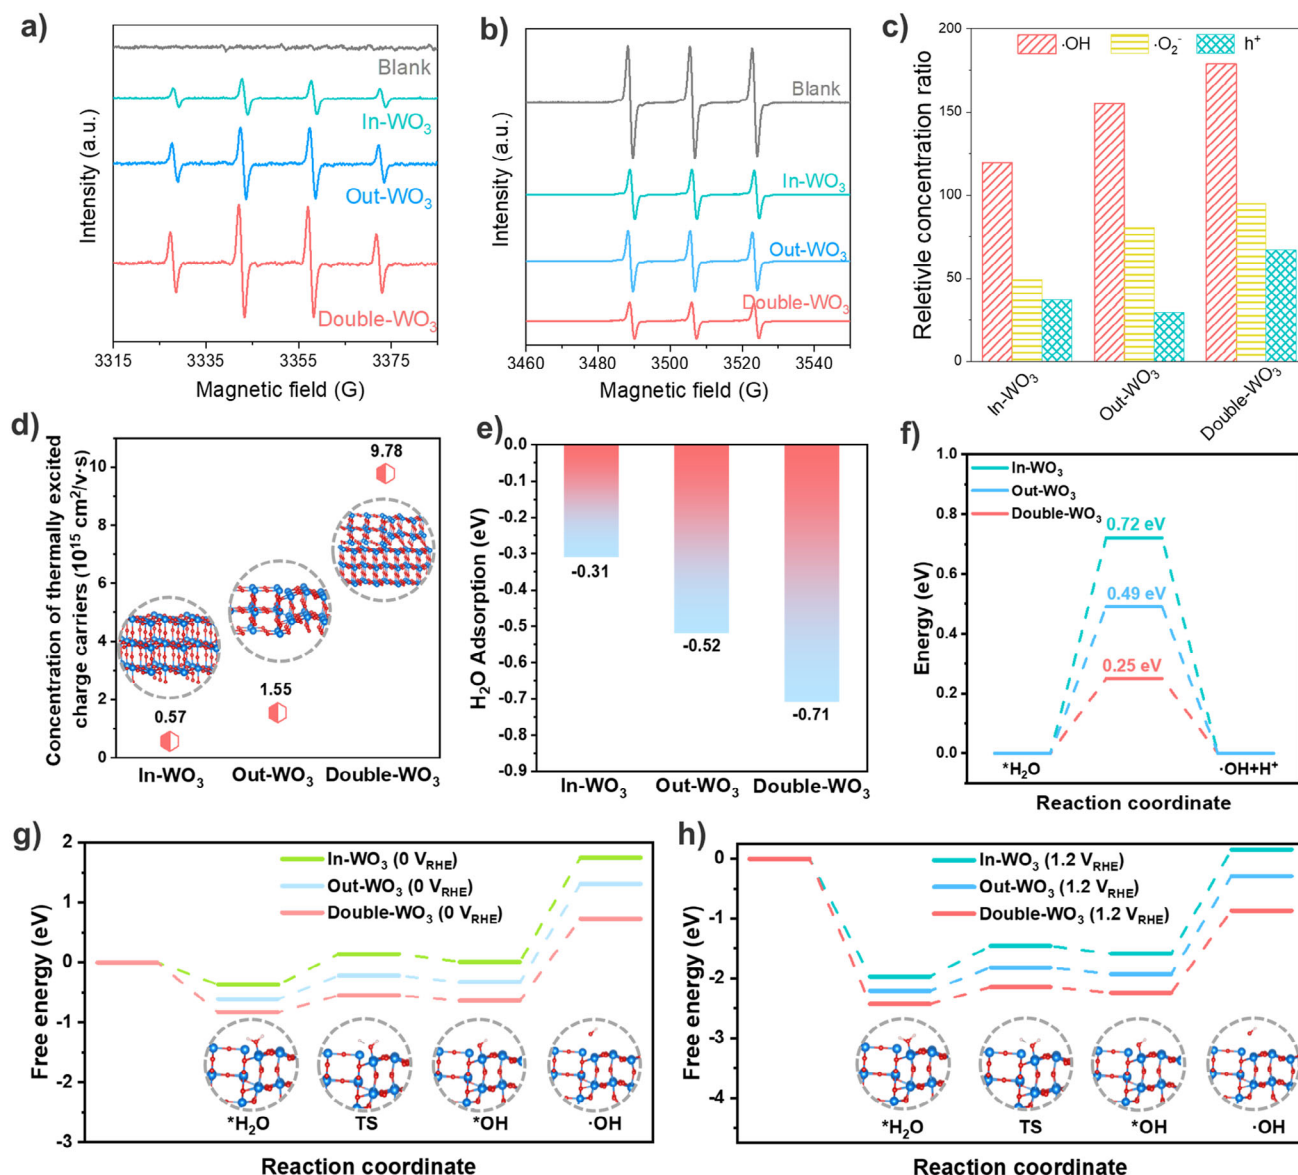 a)
Intensity (a.u.)
Blank
In-WO₃
Out-WO₃
Double-WO₃
3315 3335 3355 3375
Magnetic field (G)
b)
Intensity (a.u.)
Blank
In-WO₃
Out-WO₃
Double-WO₃
3460 3480 3500 3520 3540
Magnetic field (G)
c)
Reletivle concentration ratio
·OH ·O₂⁻ h⁺
200
150
100
50
0
In-WO₃ Out-WO₃ Double-WO₃
d)
Concentration of thermally excited
charge carriers (10¹⁵ cm²/v·s)
10
8
6
4
2
0
9.78
1.55
0.57
In-WO₃ Out-WO₃ Double-WO₃
e)
H₂O Adsorption (eV)
0.0
-0.1
-0.2
-0.3
-0.4
-0.5
-0.6
-0.7
-0.8
-0.9
-0.31
-0.52
-0.71
In-WO₃ Out-WO₃ Double-WO₃
f)
Energy (eV)
1.0
0.8
0.6
0.4
0.2
0.0
In-WO₃
Out-WO₃
Double-WO₃
0.72 eV
0.49 eV
0.25 eV
*H₂O ·OH+H⁺
Reaction coordinate
g)
Free energy (eV)
2
1
0
-1
-2
-3
In-WO₃ (0 V_RHE)
Out-WO₃ (0 V_RHE)
Double-WO₃ (0 V_RHE)
*H₂O TS *OH ·OH
Reaction coordinate
h)
Free energy (eV)
0
-1
-2
-3
-4
In-WO₃ (1.2 V_RHE)
Out-WO₃ (1.2 V_RHE)
Double-WO₃ (1.2 V_RHE)
*H₂O TS *OH ·OH
Reaction coordinate